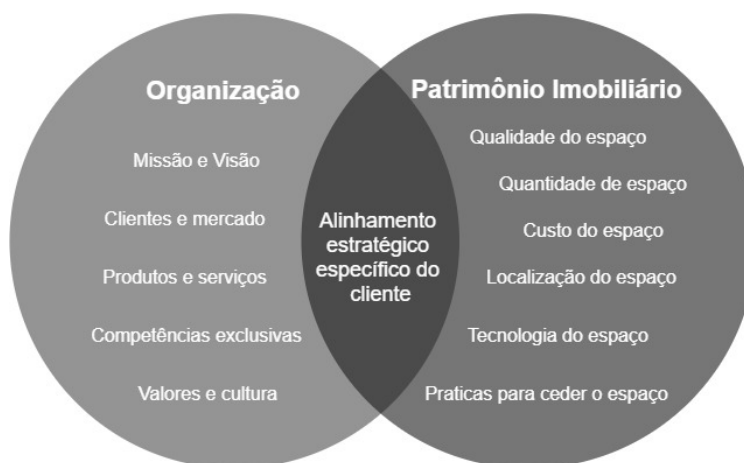 Organização
Missão e Visão
Clientes e mercado
Produtos e serviços
Competências exclusivas
Valores e cultura
Alinhamento
estratégico
específico do
cliente
Patrimônio Imobiliário
Qualidade do espaço
Quantidade de espaço
Custo do espaço
Localização do espaço
Tecnologia do espaço
Praticas para ceder o espaço